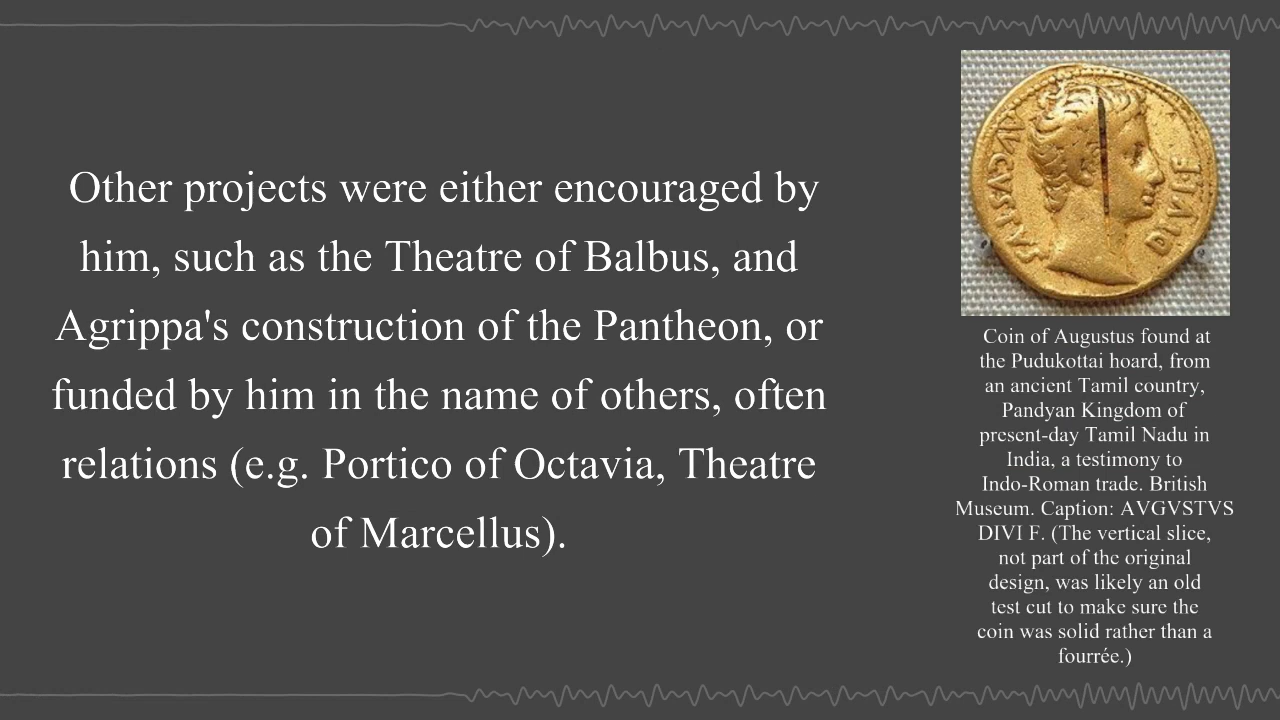 Other projects were either encouraged by
him, such as the Theatre of Balbus, and
Agrippa's construction of the Pantheon, or
funded by him in the name of others, often
relations (e.g. Portico of Octavia, Theatre
of Marcellus).
AVGVSTVS
DIVI F
Coin of Augustus found at
the Pudukottai hoard, from
an ancient Tamil country,
Pandyan Kingdom of
present-day Tamil Nadu in
India, a testimony to
Indo-Roman trade. British
Museum. Caption: AVGVSTVS
DIVI F. (The vertical slice,
not part of the original
design, was likely an old
test cut to make sure the
coin was solid rather than a
fourrée.)